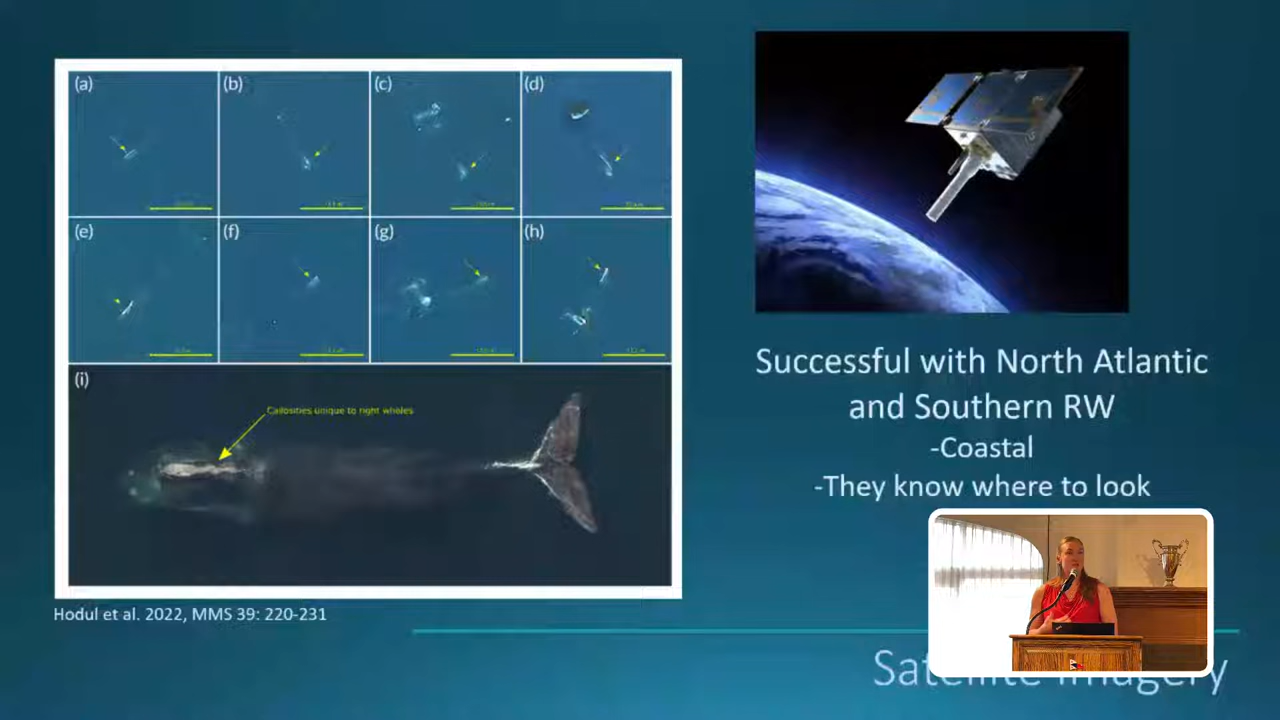 (a)
(b)
(c)
(d)
(e)
(f)
(g)
(h)
(i)
Callosities unique to right whales
Hodul et al. 2022, MMS 39: 220-231
Successful with North Atlantic
and Southern RW
-Coastal
-They know where to look
Satellite Imagery